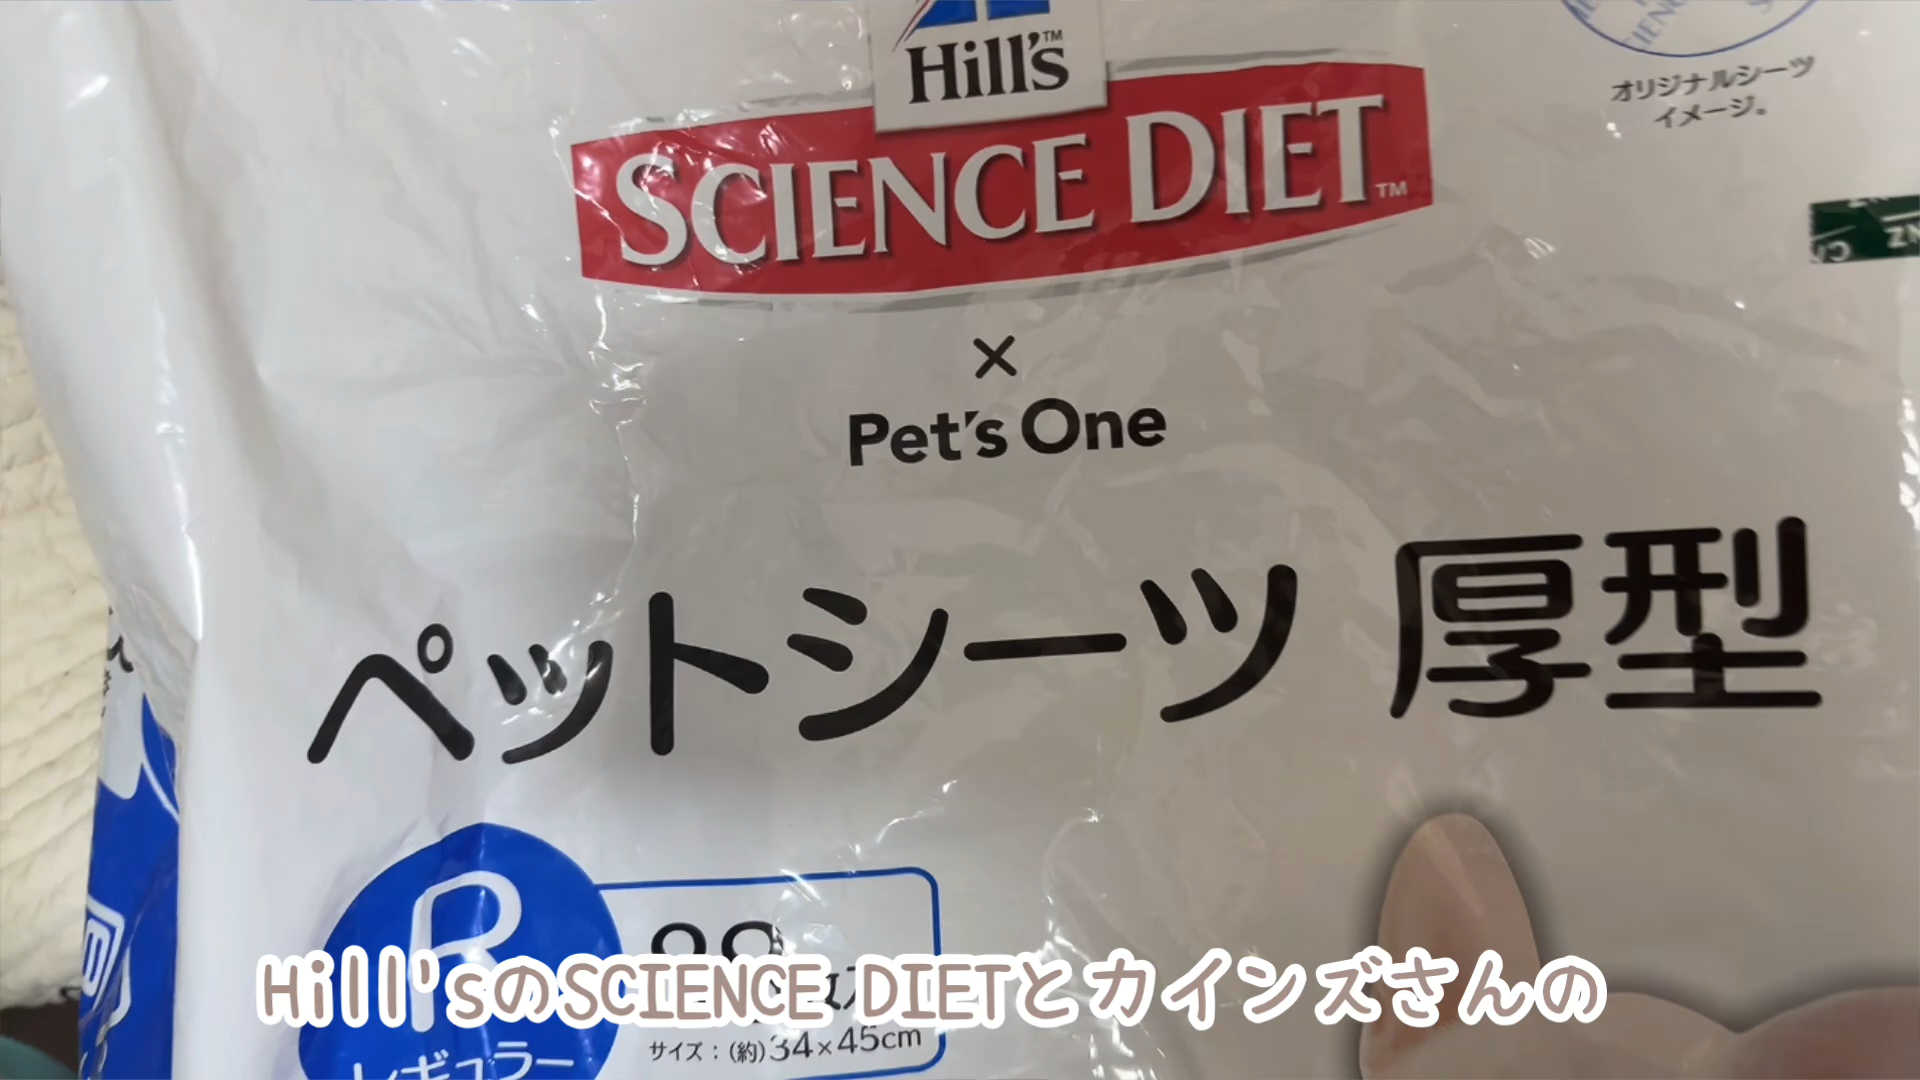 Hill's™
SCIENCE DIET™
オリジナルシーツ
イメージ。
×
Pet's One
ペットシーツ 厚型
R
レギュラー
サイズ：(約)34×45cm
Hill'sのSCIENCE DIETとカインズさんの